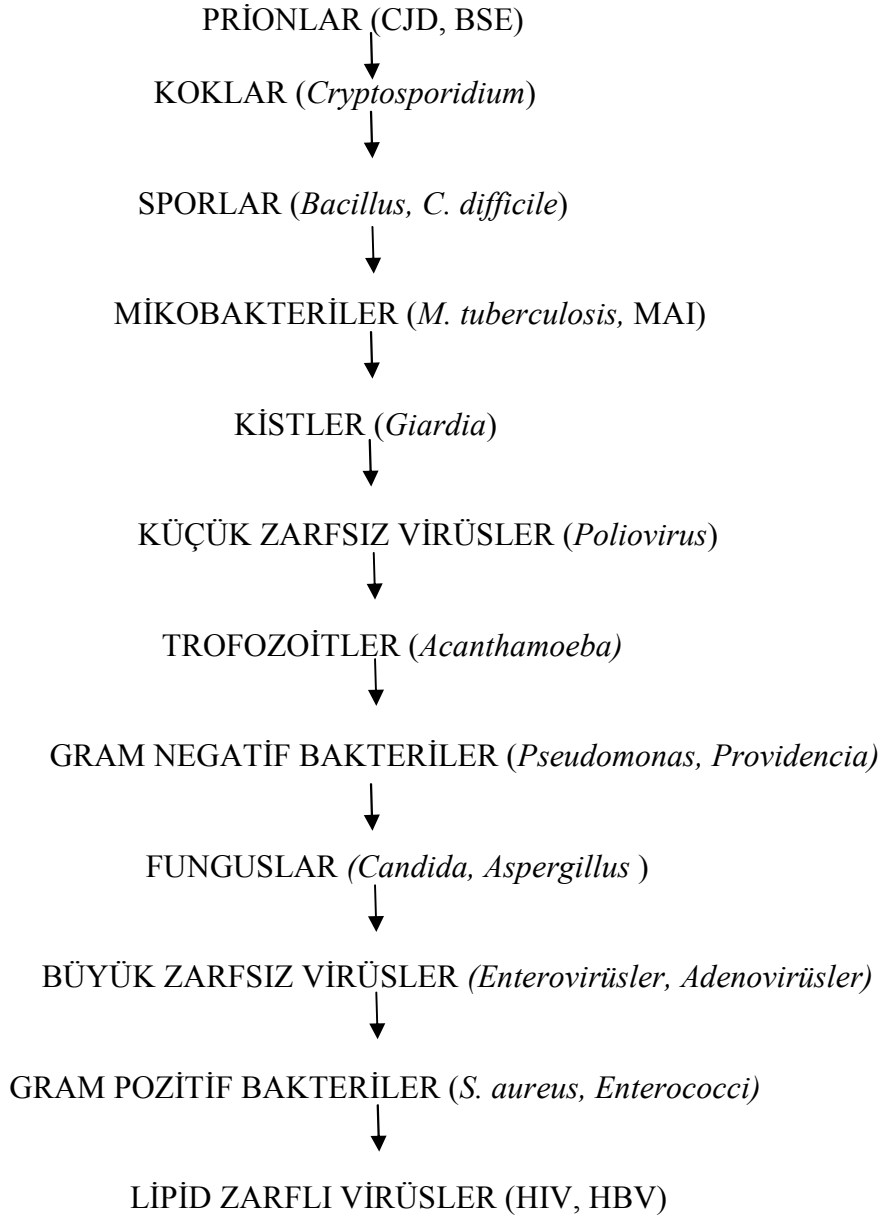 PRİONLAR (CJD, BSE)
KOKLAR (Cryptosporidium)
SPORLAR (Bacillus, C. difficile)
MİKOBAKTERİLER (M. tuberculosis, MAI)
KİSTLER (Giardia)
KÜÇÜK ZARFSIZ VİRÜSLER (Poliovirus)
TROFOZOİTLER (Acanthamoeba)
GRAM NEGATİF BAKTERİLER (Pseudomonas, Providencia)
FUNGUSLAR (Candida, Aspergillus )
BÜYÜK ZARFSIZ VİRÜSLER (Enterovirüsler, Adenovirüsler)
GRAM POZİTİF BAKTERİLER (S. aureus, Enterococci)
LİPİD ZARFLI VİRÜSLER (HIV, HBV)